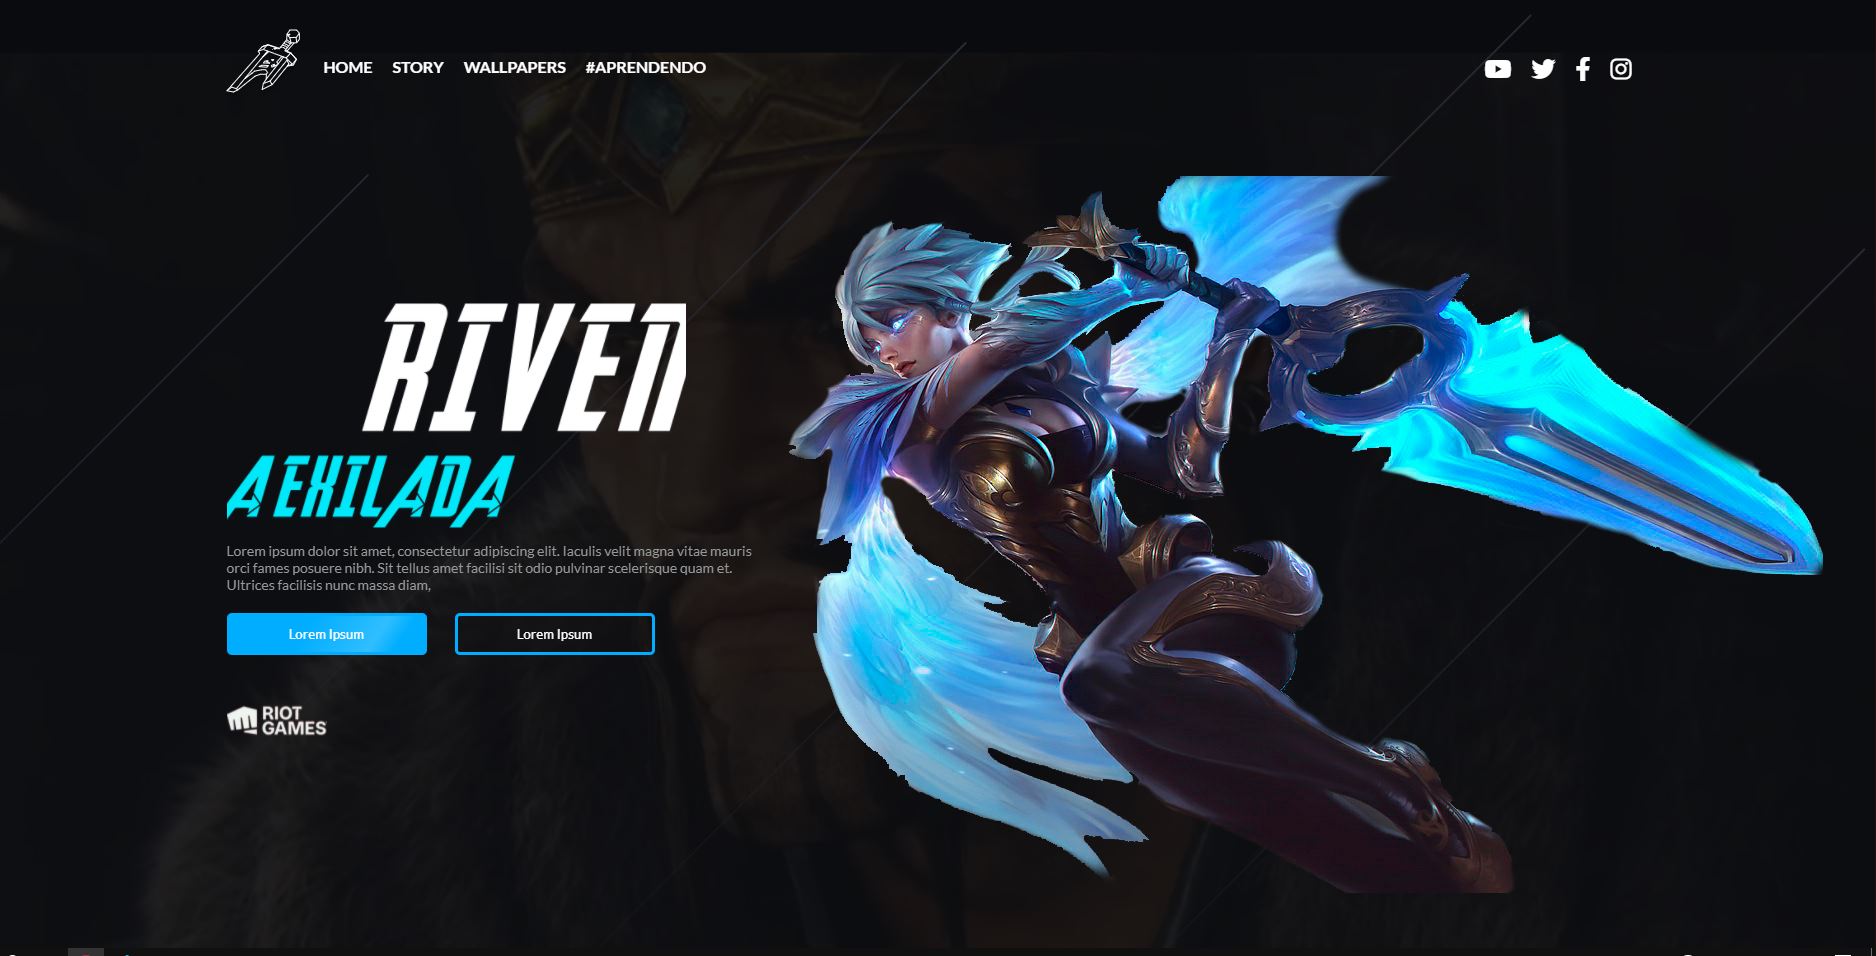 HOME STORY WALLPAPERS #APRENDENDO
RIVEN
A EXILADA
Lorem ipsum dolor sit amet, consectetur adipiscing elit. Iaculis velit magna vitae mauris
orci fames posuere nibh. Sit tellus amet facilisi sit odio pulvinar scelerisque quam et.
Ultrices facilisis nunc massa diam,
Lorem Ipsum Lorem Ipsum
RIOT
GAMES